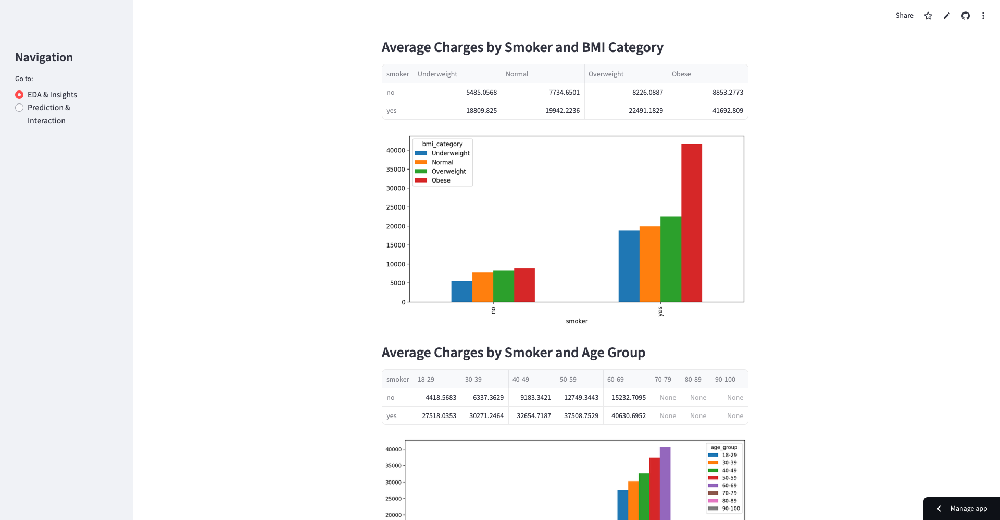 Share
Navigation
Go to:
EDA & Insights
Prediction &
Interaction
Average Charges by Smoker and BMI Category
smoker Underweight Normal Overweight Obese
no 5485.0568 7734.6501 8226.0887 8853.2773
yes 18809.825 19942.2236 22491.1829 41692.809
bmi_category
Underweight
Normal
Overweight
Obese
40000
35000
30000
25000
20000
15000
10000
5000
0
no yes
smoker
Average Charges by Smoker and Age Group
smoker 18-29 30-39 40-49 50-59 60-69 70-79 80-89 90-100
no 4418.5683 6337.3629 9183.3421 12749.3443 15232.7095 None None None
yes 27518.0353 30271.2464 32654.7187 37508.7529 40630.6952 None None None
40000
35000
30000
25000
20000
age_group
18-29
30-39
40-49
50-59
60-69
70-79
80-89
90-100
Manage app